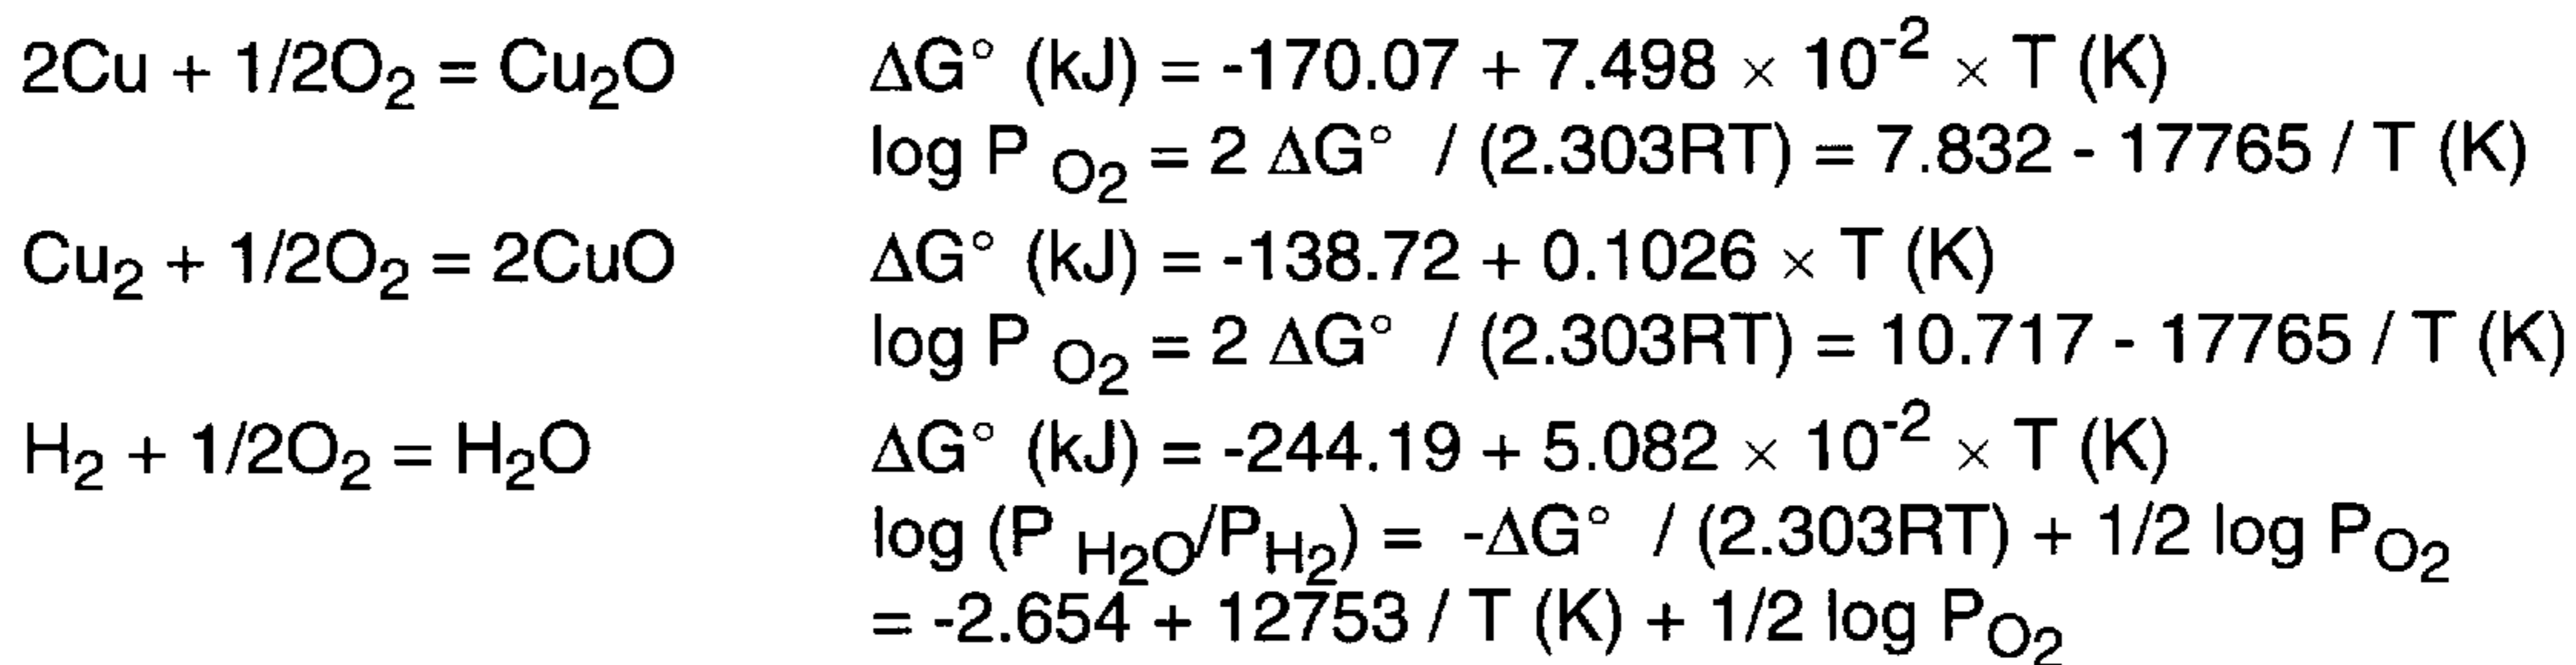 2Cu + 1/2O₂ = Cu₂O ΔG° (kJ) = -170.07 + 7.498 × 10⁻² × T (K)
log P O₂ = 2 ΔG° / (2.303RT) = 7.832 - 17765 / T (K)
Cu₂ + 1/2O₂ = 2CuO ΔG° (kJ) = -138.72 + 0.1026 × T (K)
log P O₂ = 2 ΔG° / (2.303RT) = 10.717 - 17765 / T (K)
H₂ + 1/2O₂ = H₂O ΔG° (kJ) = -244.19 + 5.082 × 10⁻² × T (K)
log (P H₂O/PH₂) = -ΔG° / (2.303RT) + 1/2 log PO₂
= -2.654 + 12753 / T (K) + 1/2 log PO₂